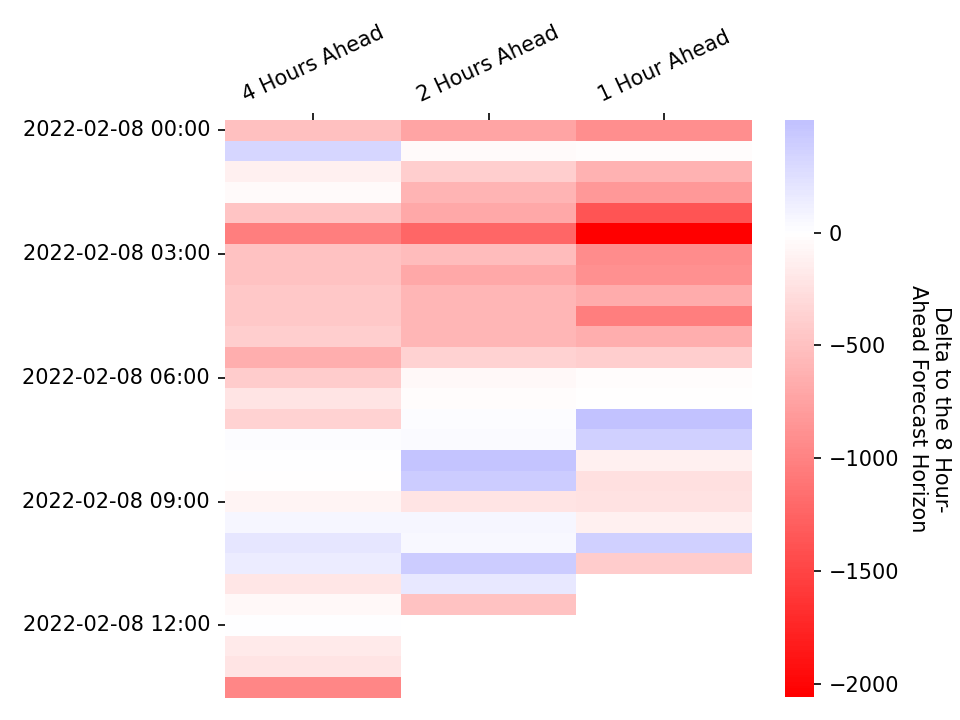 4 Hours Ahead
2 Hours Ahead
1 Hour Ahead
2022-02-08 00:00
2022-02-08 03:00
2022-02-08 06:00
2022-02-08 09:00
2022-02-08 12:00
0
−500
−1000
−1500
−2000
Delta to the 8 Hour-
Ahead Forecast Horizon